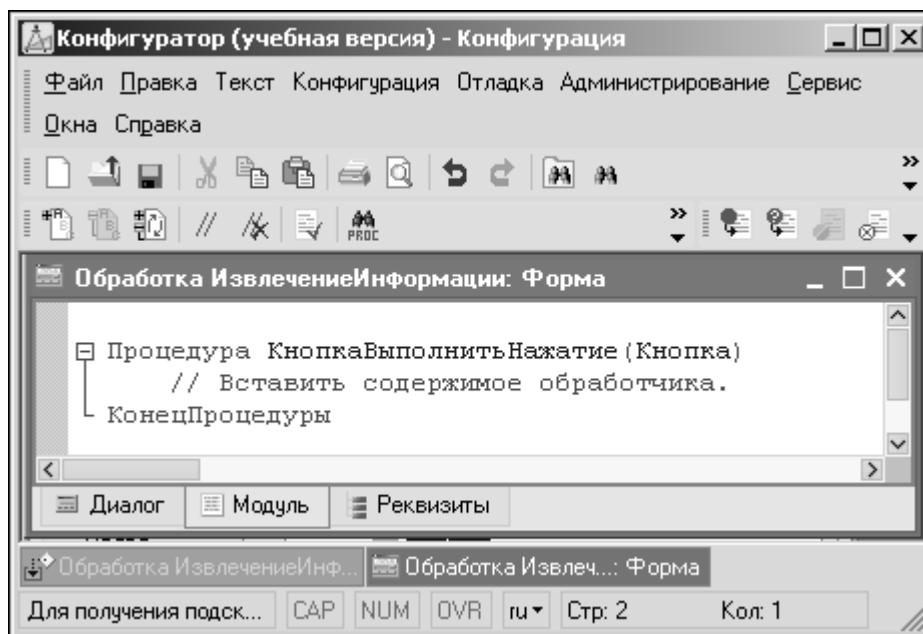 Конфигуратор (учебная версия) - Конфигурация
Файл Правка Текст Конфигурация Отладка Администрирование Сервис
Окна Справка
PROC
Обработка ИзвлечениеИнформации: Форма
Процедура КнопкаВыполнитьНажатие(Кнопка)
// Вставить содержимое обработчика.
КонецПроцедуры
Диалог Модуль Реквизиты
Обработка ИзвлечениеИнф... Обработка Извлеч...: Форма
Для получения подск... CAP NUM OVR ru Стр: 2 Кол: 1